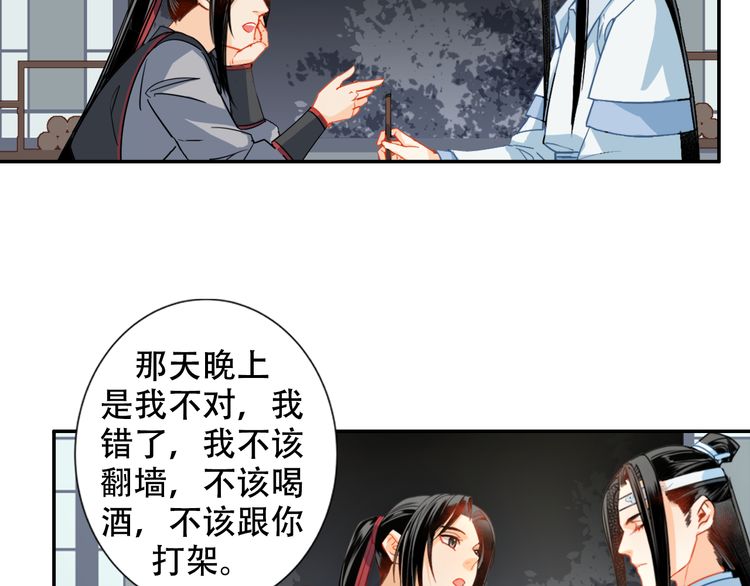 那天晚上
是我不对，我
错了，我不该
翻墙，不该喝
酒，不该跟你
打架。